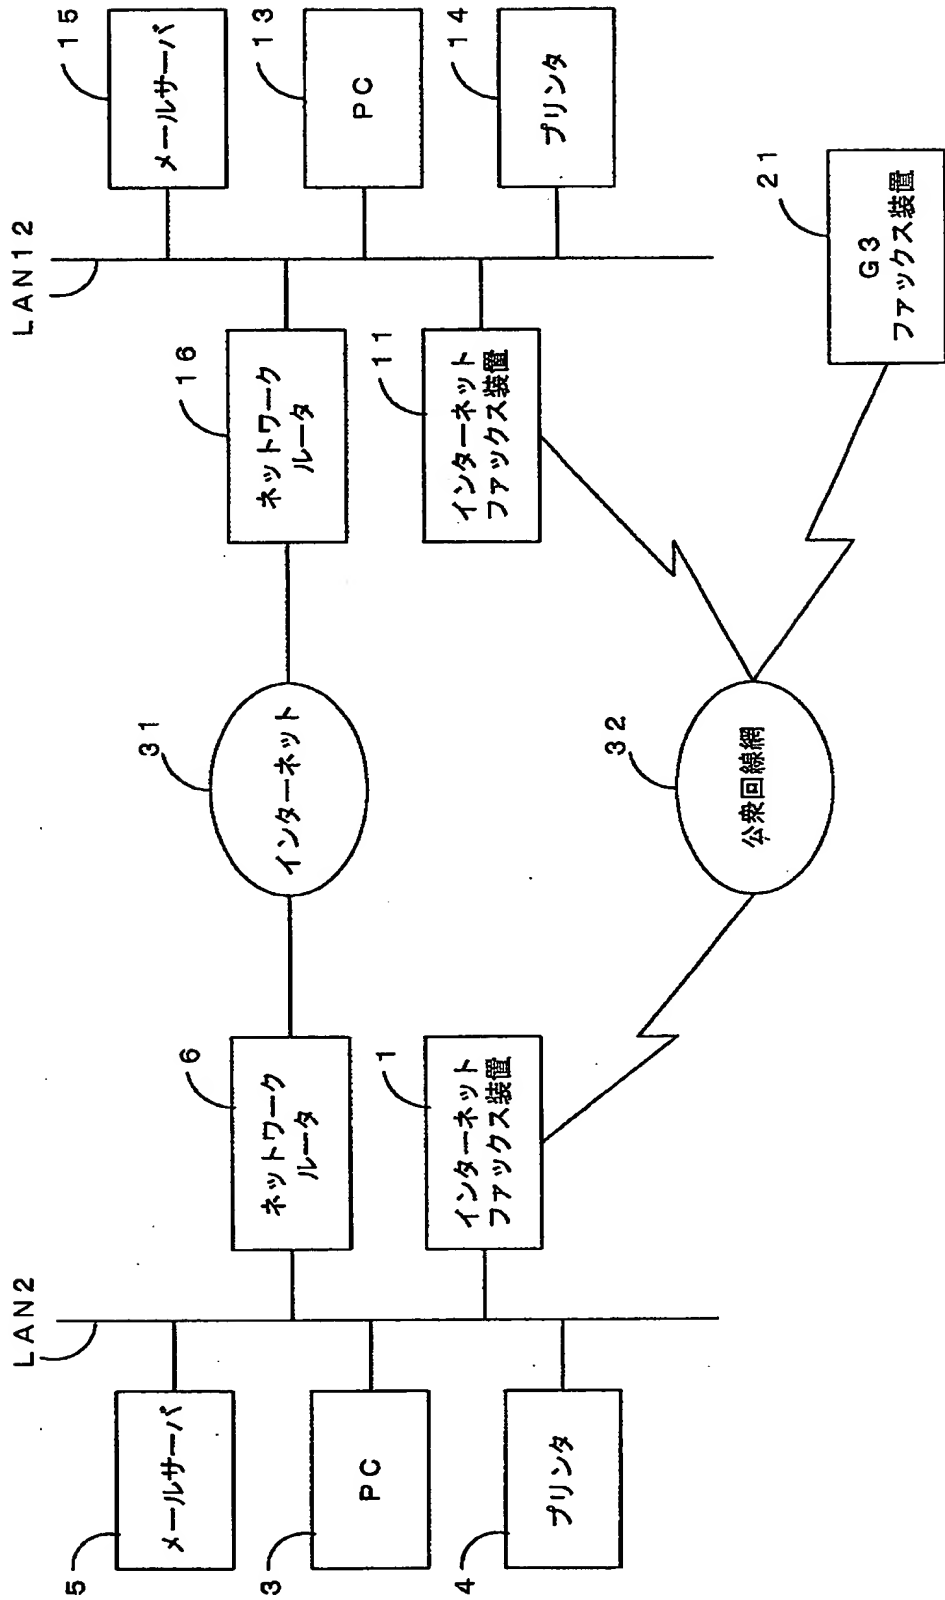 LAN2
5
メールサーバ
3
PC
4
プリンタ
6
ネットワーク
ルータ
1
インターネット
ファックス装置
31
インターネット
32
公衆回線網
LAN12
16
ネットワーク
ルータ
11
インターネット
ファックス装置
15
メールサーバ
13
PC
14
プリンタ
21
G3
ファックス装置